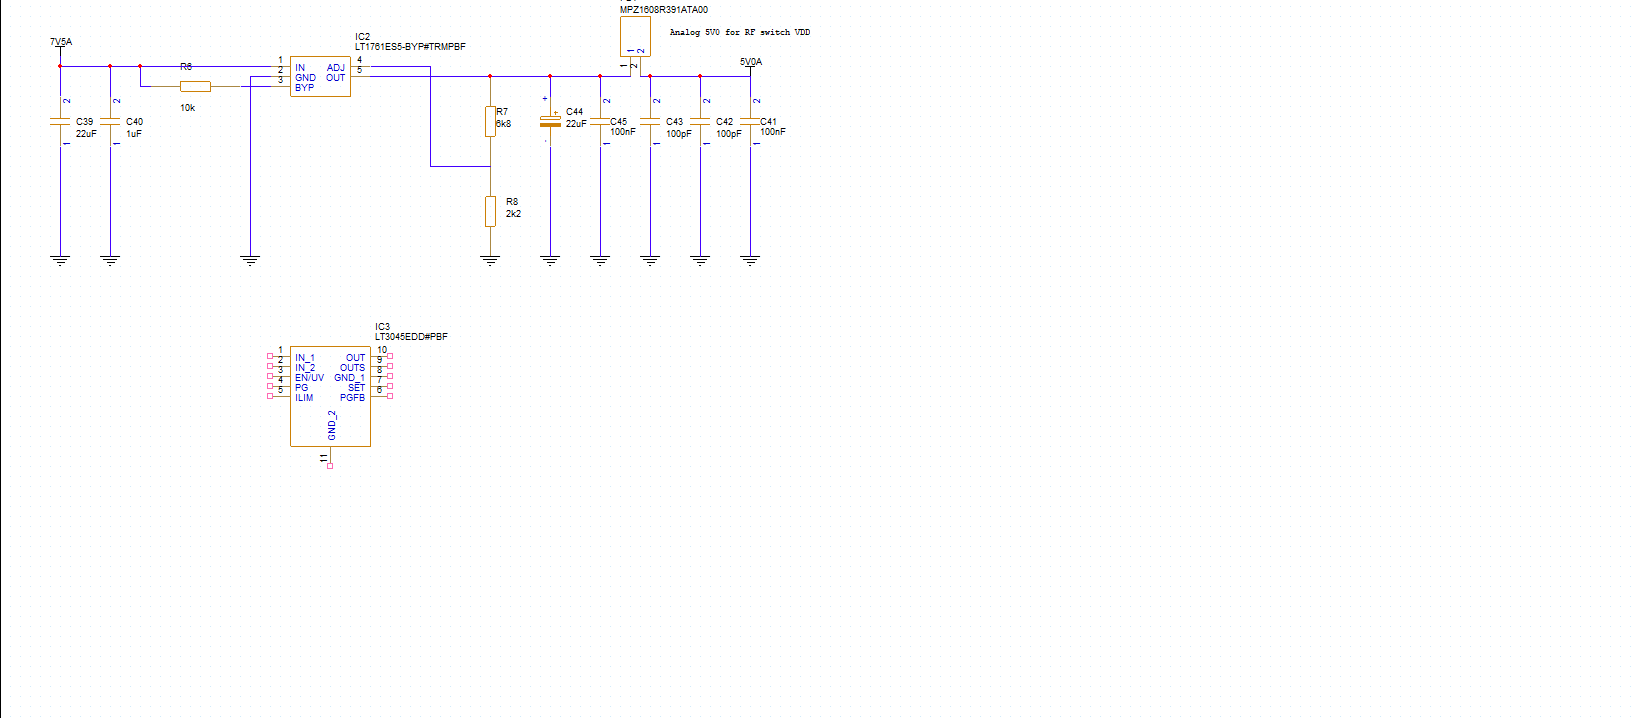 MPZ1608R391ATA00
Analog 5V0 for RF switch VDD
7V5A
IC2
LT1761ES5-BYP#TRMPBF
1 IN ADJ 4
2 GND OUT 5
3 BYP
R6
10k
1 2
1 2
5V0A
2 2 2 2 2 2
C39
22uF
C40
1uF
R7
6k8
+
+
C44
22uF
-
C45
100nF
C43
100pF
C42
100pF
C41
100nF
1 1 1 1 1 1
R8
2k2
IC3
LT3045EDD#PBF
1 IN_1 OUT 10
2 IN_2 OUTS 9
3 EN/UV GND_1 8
4 PG SET 7
5 ILIM PGFB 6
GND_2
11